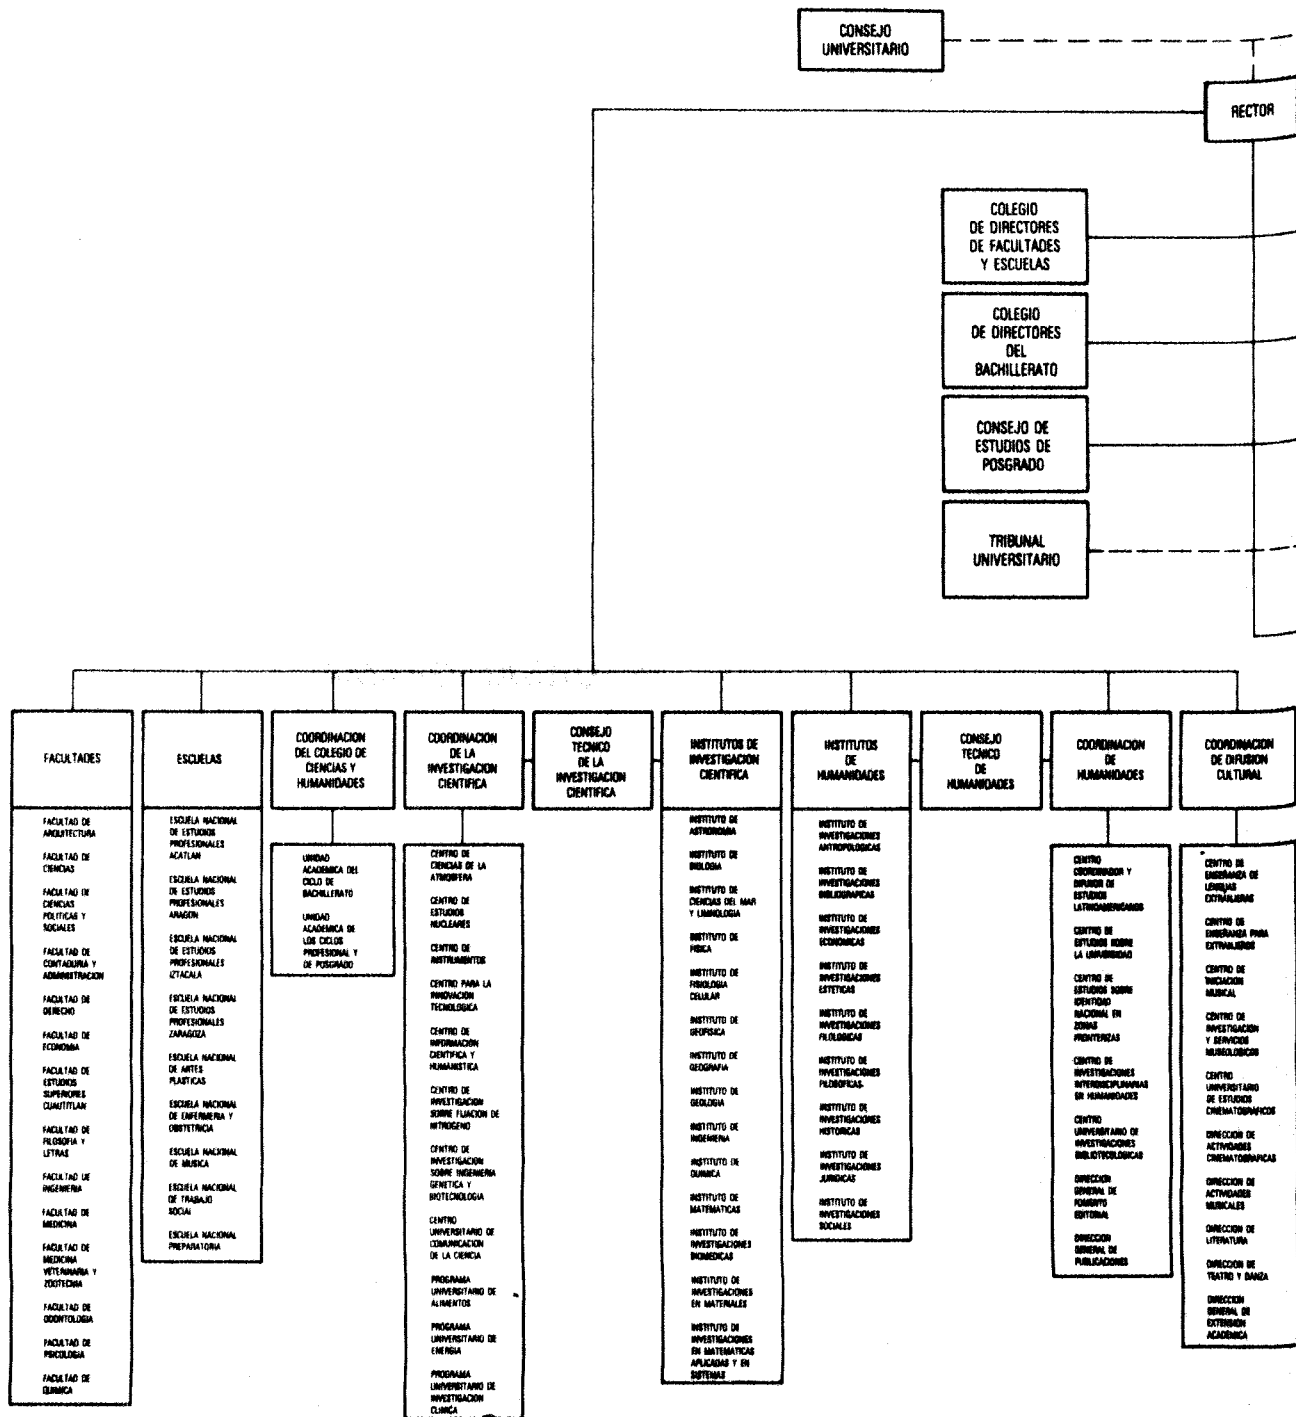 CONSEJO
UNIVERSITARIO
RECTOR
COLEGIO
DE DIRECTORES
DE FACULTADES
Y ESCUELAS
COLEGIO
DE DIRECTORES
DEL
BACHILLERATO
CONSEJO DE
ESTUDIOS DE
POSGRADO
TRIBUNAL
UNIVERSITARIO
FACULTADES
FACULTAD DE
ARQUITECTURA
FACULTAD DE
CIENCIAS
FACULTAD DE
CIENCIAS
POLITICAS Y
SOCIALES
FACULTAD DE
CONTADURIA Y
ADMINISTRACION
FACULTAD DE
DERECHO
FACULTAD DE
ECONOMIA
FACULTAD DE
ESTUDIOS
SUPERIORES
CUAUTITLAN
FACULTAD DE
FILOSOFIA Y
LETRAS
FACULTAD DE
INGENIERIA
FACULTAD DE
MEDICINA
FACULTAD DE
MEDICINA
VETERINARIA Y
ZOOTECNIA
FACULTAD DE
ODONTOLOGIA
FACULTAD DE
PSICOLOGIA
FACULTAD DE
QUIMICA
ESCUELAS
ESCUELA NACIONAL
DE ESTUDIOS
PROFESIONALES
ACATLAN
ESCUELA NACIONAL
DE ESTUDIOS
PROFESIONALES
ARAGON
ESCUELA NACIONAL
DE ESTUDIOS
PROFESIONALES
IZTACALA
ESCUELA NACIONAL
DE ESTUDIOS
PROFESIONALES
ZARAGOZA
ESCUELA NACIONAL
DE ARTES
PLASTICAS
ESCUELA NACIONAL
DE ENFERMERIA Y
OBSTETRICIA
ESCUELA NACIONAL
DE MUSICA
ESCUELA NACIONAL
DE TRABAJO
SOCIAL
ESCUELA NACIONAL
PREPARATORIA
COORDINACION
DEL COLEGIO DE
CIENCIAS Y
HUMANIDADES
UNIDAD
ACADEMICA DEL
CICLO DE
BACHILLERATO
UNIDAD
ACADEMICA DE
LOS CICLOS
PROFESIONAL Y
DE POSGRADO
COORDINACION
DE LA
INVESTIGACION
CIENTIFICA
CENTRO DE
CIENCIAS DE LA
ATMOSFERA
CENTRO DE
ESTUDIOS
NUCLEARES
CENTRO DE
INSTRUMENTOS
CENTRO PARA LA
INNOVACION
TECNOLOGICA
CENTRO DE
INFORMACION
CIENTIFICA Y
HUMANISTICA
CENTRO DE
INVESTIGACION
SOBRE FIJACION DE
NITROGENO
CENTRO DE
INVESTIGACION
SOBRE INGENIERIA
GENETICA Y
BIOTECNOLOGIA
CENTRO
UNIVERSITARIO DE
COMUNICACION
DE LA CIENCIA
PROGRAMA
UNIVERSITARIO DE
ALIMENTOS
PROGRAMA
UNIVERSITARIO DE
ENERGIA
PROGRAMA
UNIVERSITARIO DE
INVESTIGACION
CLINICA
CONSEJO
TECNICO
DE LA
INVESTIGACION
CIENTIFICA
INSTITUTOS DE
INVESTIGACION
CIENTIFICA
INSTITUTO DE
ASTRONOMIA
INSTITUTO DE
BIOLOGIA
INSTITUTO DE
CIENCIAS DEL MAR
Y LIMNOLOGIA
INSTITUTO DE
FISICA
INSTITUTO DE
FISIOLOGIA
CELULAR
INSTITUTO DE
GEOFISICA
INSTITUTO DE
GEOGRAFIA
INSTITUTO DE
GEOLOGIA
INSTITUTO DE
INGENIERIA
INSTITUTO DE
QUIMICA
INSTITUTO DE
MATEMATICAS
INSTITUTO DE
INVESTIGACIONES
BIOMEDICAS
INSTITUTO DE
INVESTIGACIONES
EN MATERIALES
INSTITUTO DE
INVESTIGACIONES
EN MATEMATICAS
APLICADAS Y EN
SISTEMAS
INSTITUTOS
DE
HUMANIDADES
INSTITUTO DE
INVESTIGACIONES
ANTROPOLOGICAS
INSTITUTO DE
INVESTIGACIONES
BIBLIOGRAFICAS
INSTITUTO DE
INVESTIGACIONES
ECONOMICAS
INSTITUTO DE
INVESTIGACIONES
ESTETICAS
INSTITUTO DE
INVESTIGACIONES
FILOLOGICAS
INSTITUTO DE
INVESTIGACIONES
FILOSOFICAS
INSTITUTO DE
INVESTIGACIONES
HISTORICAS
INSTITUTO DE
INVESTIGACIONES
JURIDICAS
INSTITUTO DE
INVESTIGACIONES
SOCIALES
CONSEJO
TECNICO
DE
HUMANIDADES
COORDINACION
DE
HUMANIDADES
CENTRO
COORDINADOR Y
DIFUSOR DE
ESTUDIOS
LATINOAMERICANOS
CENTRO DE
ESTUDIOS SOBRE
LA UNIVERSIDAD
CENTRO DE
ESTUDIOS SOBRE
IDENTIDAD
NACIONAL EN
ZONAS
FRONTERIZAS
CENTRO DE
INVESTIGACIONES
INTERDISCIPLINARIAS
EN HUMANIDADES
CENTRO
UNIVERSITARIO DE
INVESTIGACIONES
BIBLIOTECOLOGICAS
DIRECCION
GENERAL DE
FOMENTO
EDITORIAL
DIRECCION
GENERAL DE
PUBLICACIONES
COORDINACION
DE DIFUSION
CULTURAL
CENTRO DE
ENSEÑANZA DE
LENGUAS
EXTRANJERAS
CENTRO DE
ENSEÑANZA PARA
EXTRANJEROS
CENTRO DE
INICIACION
MUSICAL
CENTRO DE
INVESTIGACION
Y SERVICIOS
MUSEOLOGICOS
CENTRO
UNIVERSITARIO
DE ESTUDIOS
CINEMATOGRAFICOS
DIRECCION DE
ACTIVIDADES
CINEMATOGRAFICAS
DIRECCION DE
ACTIVIDADES
MUSICALES
DIRECCION DE
LITERATURA
DIRECCION DE
TEATRO Y DANZA
DIRECCION
GENERAL DE
EXTENSION
ACADEMICA